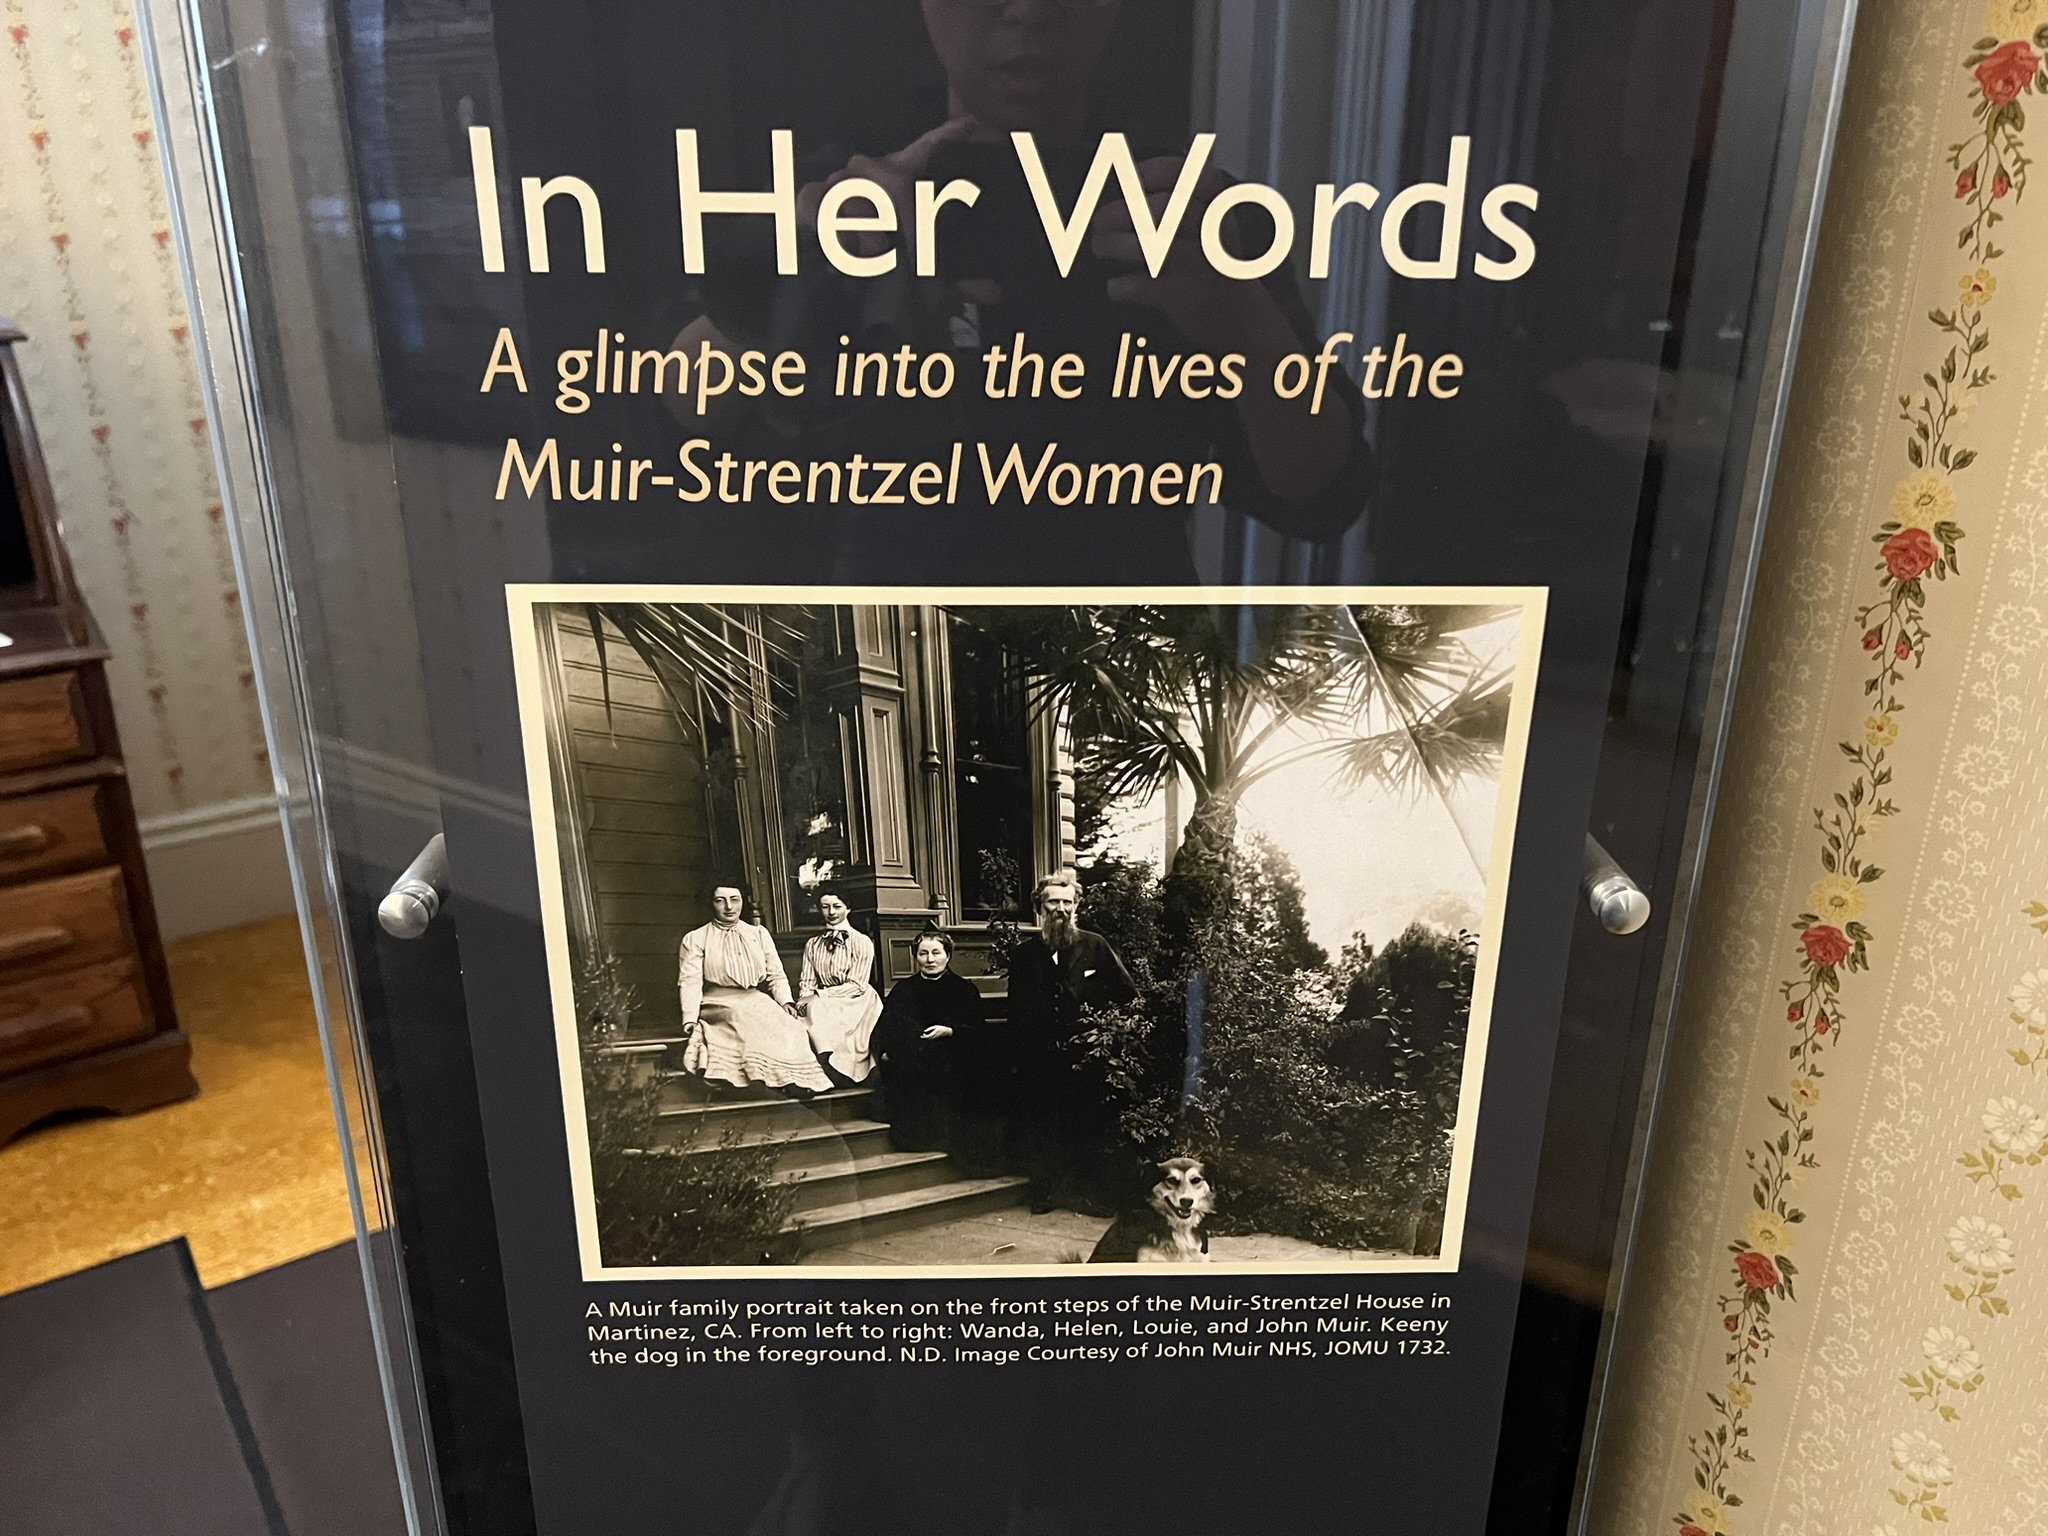 In Her Words
A glimpse into the lives of the
Muir-Strentzel Women
A Muir family portrait taken on the front steps of the Muir-Strentzel House in
Martinez, CA. From left to right: Wanda, Helen, Louie, and John Muir. Keeny
the dog in the foreground. N.D. Image Courtesy of John Muir NHS, JOMU 1732.